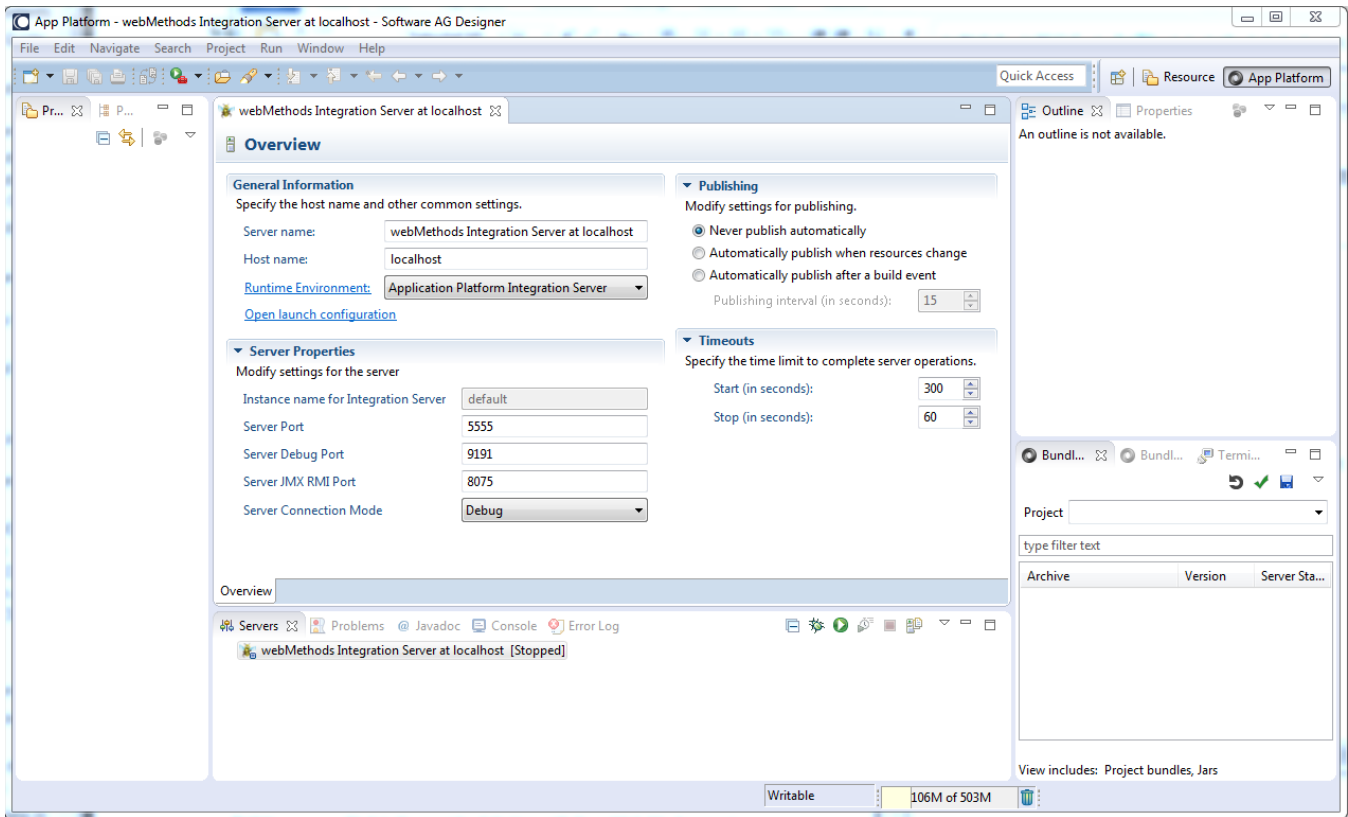 App Platform - webMethods Integration Server at localhost - Software AG Designer
File Edit Navigate Search Project Run Window Help
Quick Access Resource App Platform
Pr... P...
webMethods Integration Server at localhost
Overview
General Information
Specify the host name and other common settings.
Server name: webMethods Integration Server at localhost
Host name: localhost
Runtime Environment: Application Platform Integration Server
Open launch configuration
Server Properties
Modify settings for the server
Instance name for Integration Server default
Server Port 5555
Server Debug Port 9191
Server JMX RMI Port 8075
Server Connection Mode Debug
Publishing
Modify settings for publishing.
Never publish automatically
Automatically publish when resources change
Automatically publish after a build event
Publishing interval (in seconds): 15
Timeouts
Specify the time limit to complete server operations.
Start (in seconds): 300
Stop (in seconds): 60
Overview
Servers Problems @ Javadoc Console Error Log
webMethods Integration Server at localhost [Stopped]
Outline Properties
An outline is not available.
Bundl... Bundl... Termi...
Project
type filter text
Archive Version Server Sta...
View includes: Project bundles, Jars
Writable 106M of 503M